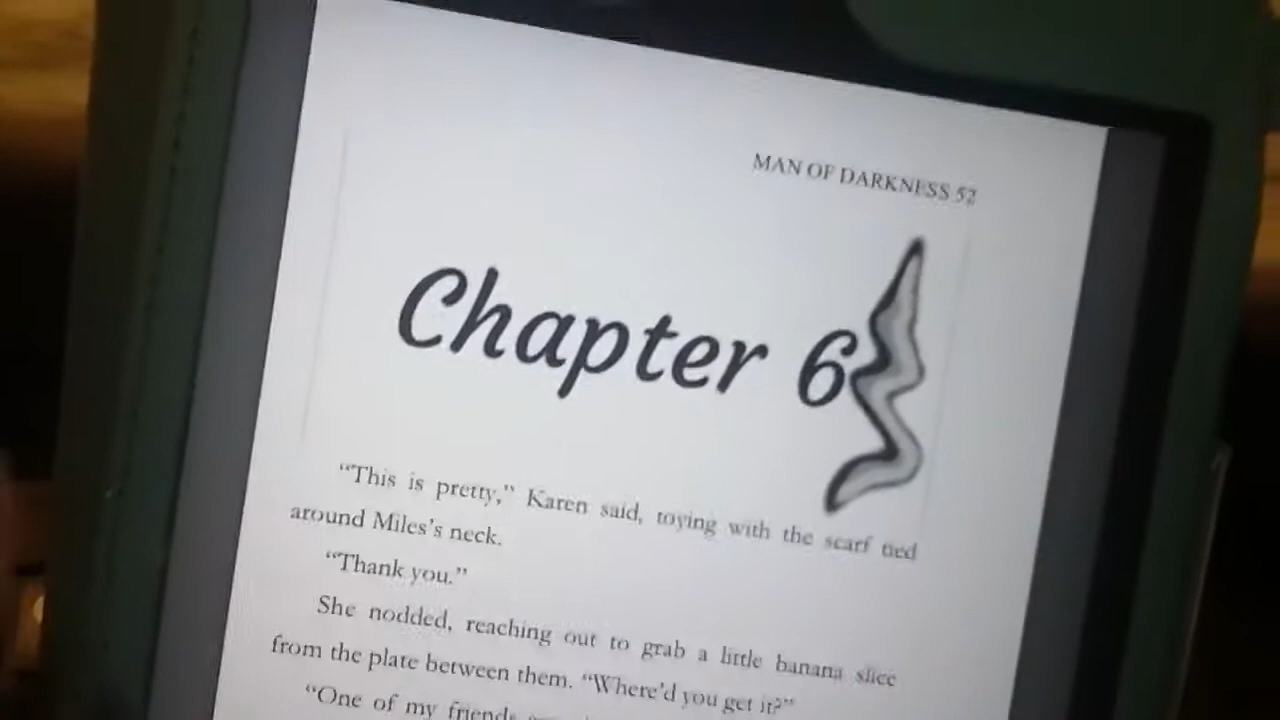 MAN OF DARKNESS 52
Chapter 6
“This is pretty,” Karen said, toying with the scarf tied
around Miles’s neck.
“Thank you.”
She nodded, reaching out to grab a little banana slice
from the plate between them. “Where’d you get it?”
“One of my friends